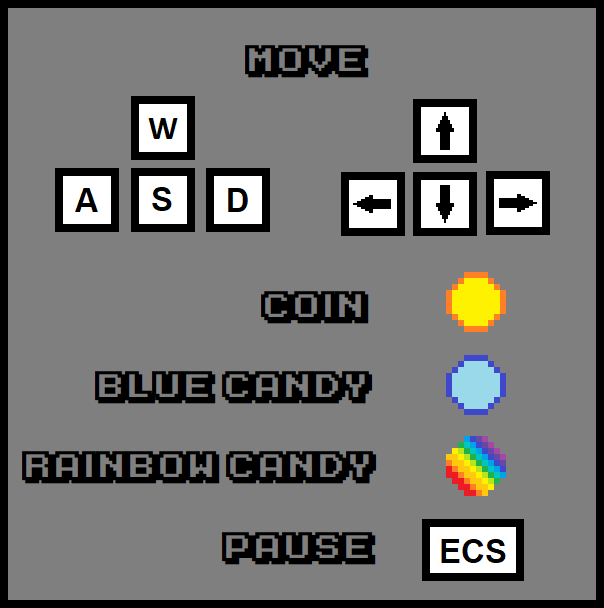 MOVE
W
A S D
COIN
BLUE CANDY
RAINBOW CANDY
PAUSE ECS